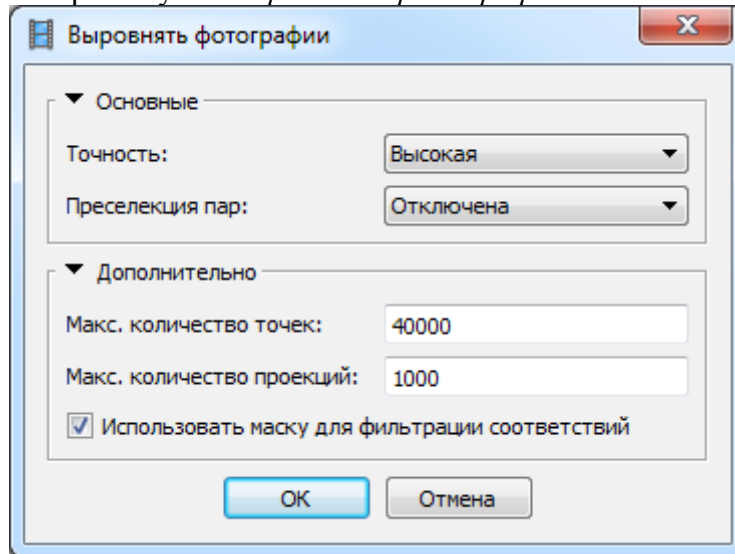 Выровнять фотографии
Основные
Точность: Высокая
Преселекция пар: Отключена
Дополнительно
Макс. количество точек: 40000
Макс. количество проекций: 1000
Использовать маску для фильтрации соответствий
OK Отмена